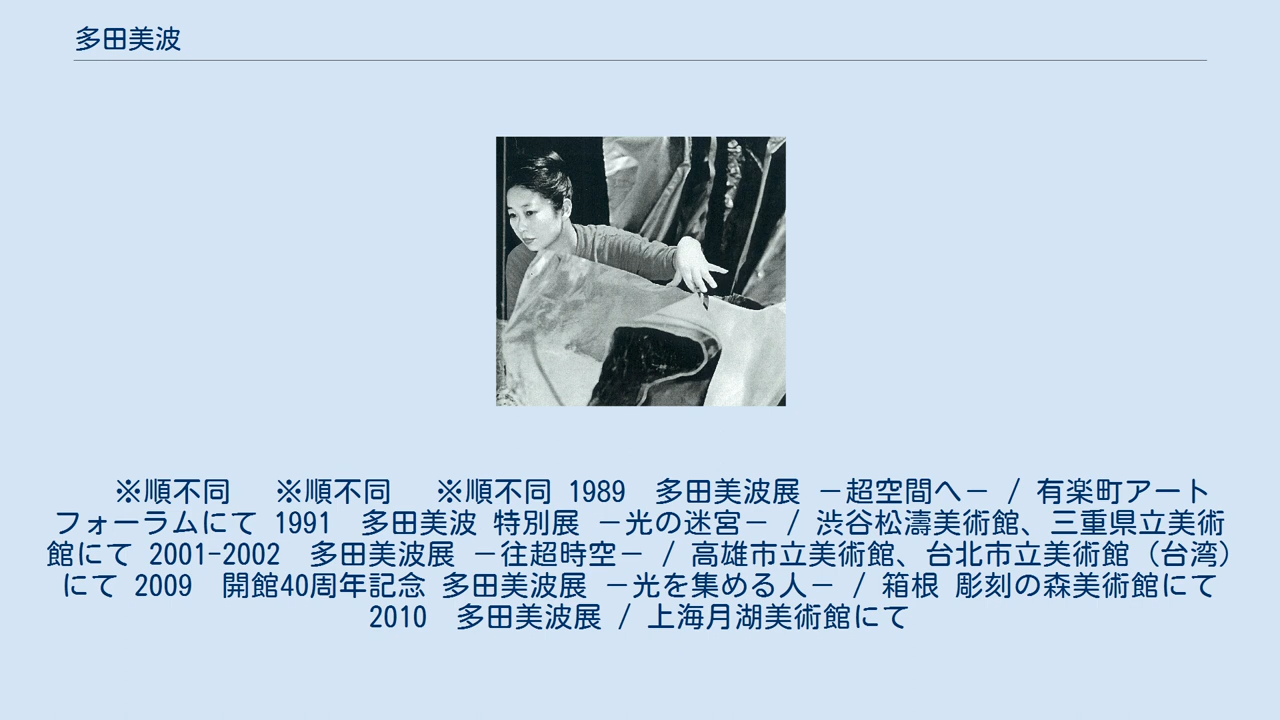 多田美波
※順不同　※順不同　※順不同 1989　多田美波展 －超空間へ－ / 有楽町アート
フォーラムにて 1991　多田美波 特別展 －光の迷宮－ / 渋谷松濤美術館、三重県立美術
館にて 2001-2002　多田美波展 －往超時空－ / 高雄市立美術館、台北市立美術館（台湾）
にて 2009　開館40周年記念 多田美波展 －光を集める人－ / 箱根 彫刻の森美術館にて
2010　多田美波展 / 上海月湖美術館にて